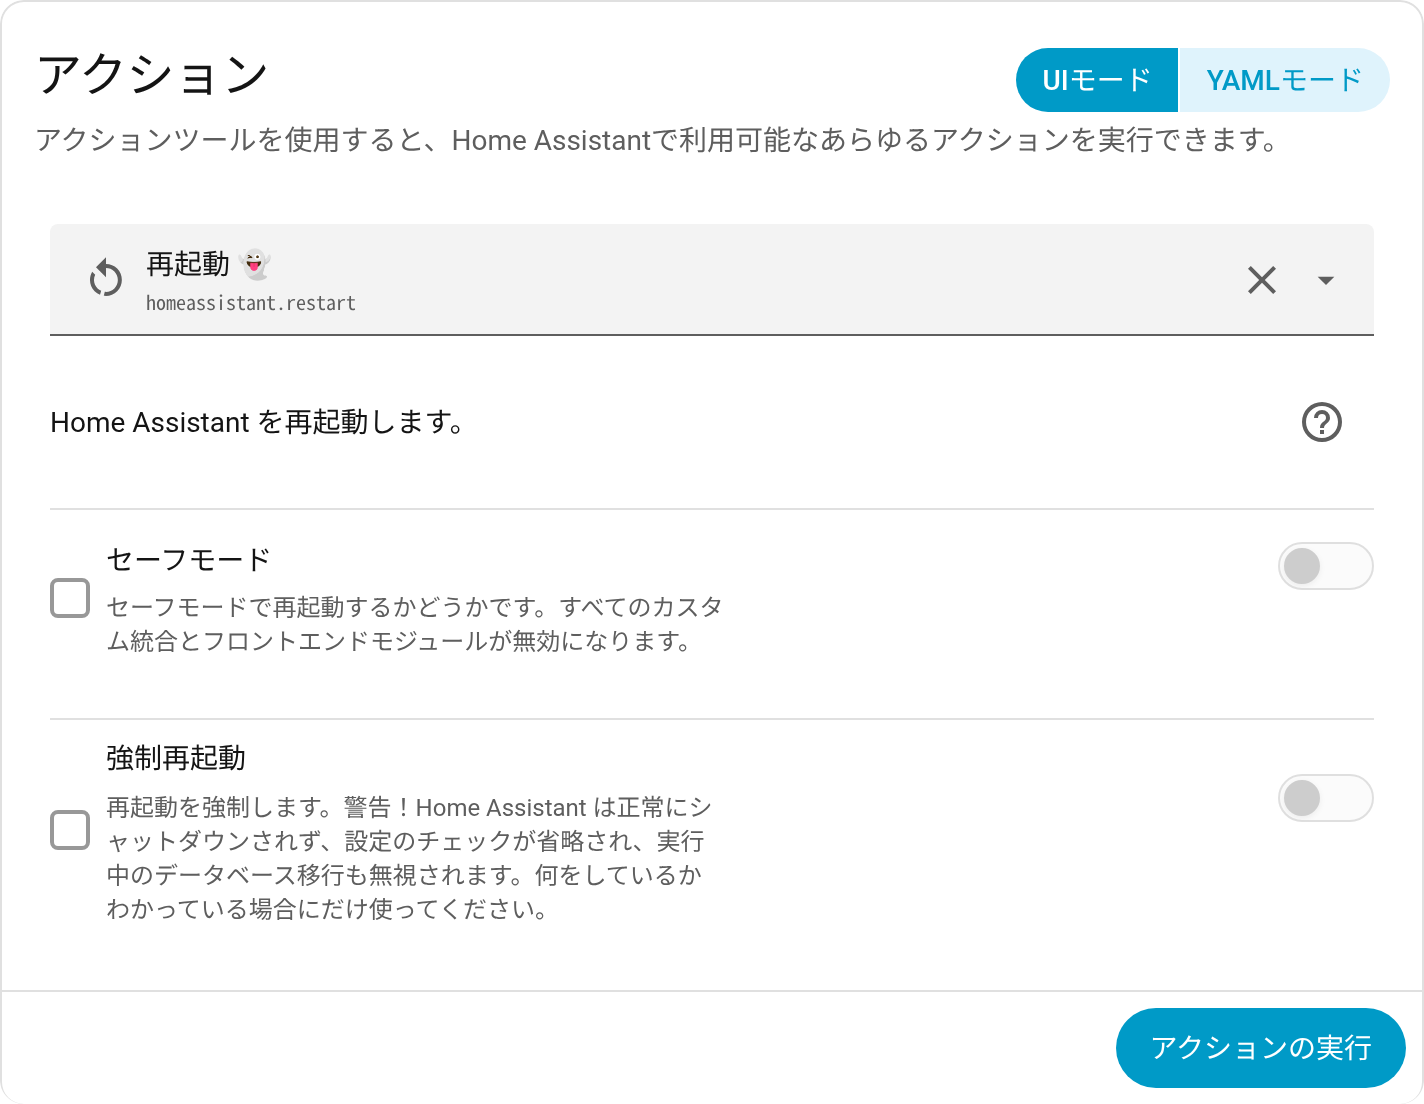 アクション
UIモード
YAMLモード
アクションツールを使用すると、Home Assistantで利用可能なあらゆるアクションを実行できます。
再起動 👻
homeassistant.restart
Home Assistant を再起動します。
セーフモード
セーフモードで再起動するかどうかです。すべてのカスタ
ム統合とフロントエンドモジュールが無効になります。
強制再起動
再起動を強制します。警告！Home Assistant は正常にシ
ャットダウンされず、設定のチェックが省略され、実行
中のデータベース移行も無視されます。何をしているか
わかっている場合にだけ使ってください。
アクションの実行